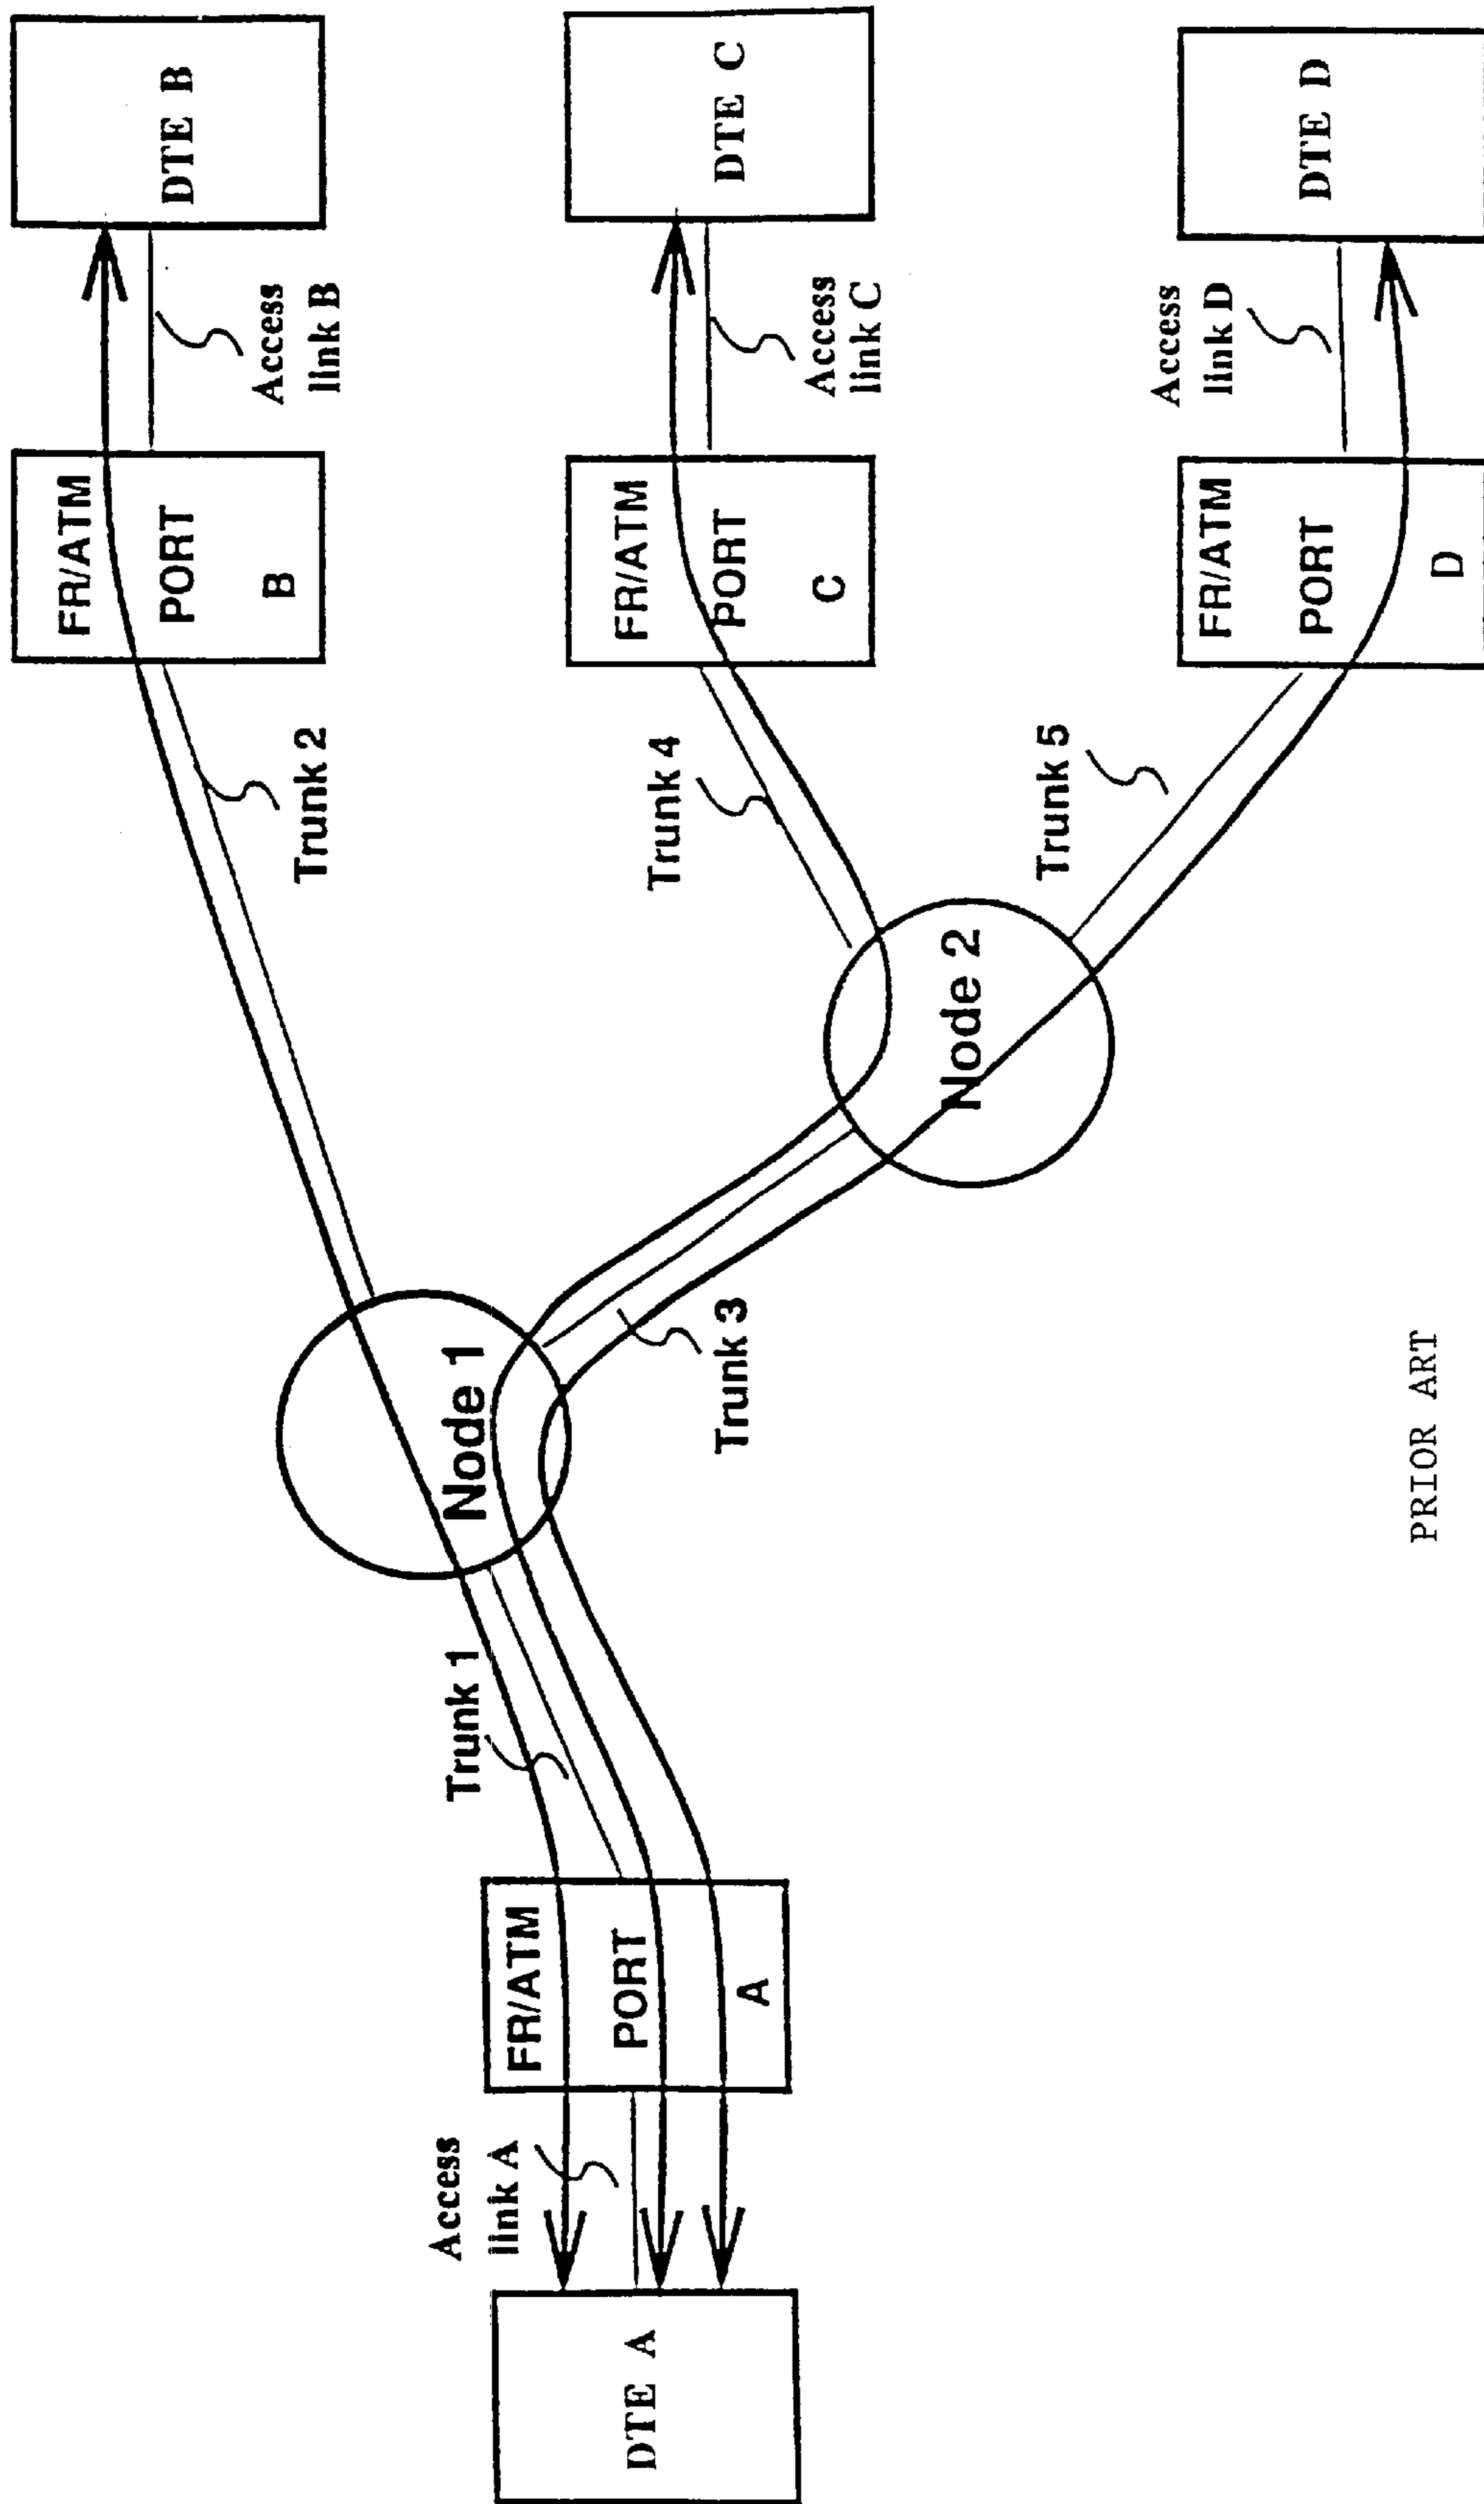 DTE A
Access
link A
FR/ATM
PORT
A
Trunk 1
Node 1
Trunk 3
Node 2
Trunk 2
Trunk 4
Trunk 5
FR/ATM
PORT
B
FR/ATM
PORT
C
FR/ATM
PORT
D
Access
link B
Access
link C
Access
link D
DTE B
DTE C
DTE D
PRIOR ART